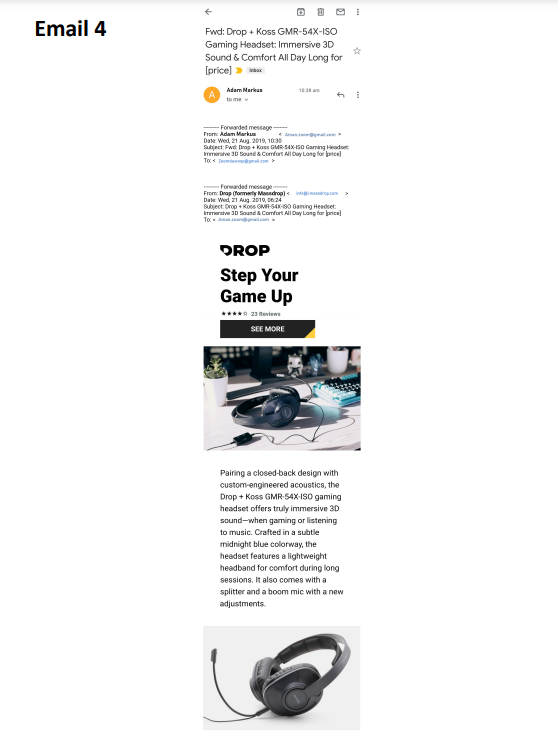 Email 4
Fwd: Drop + Koss GMR-54X-ISO
Gaming Headset: Immersive 3D
Sound & Comfort All Day Long for
[price] Inbox
A
Adam Markus 10:38 am
to me
-------- Forwarded message --------
From: Adam Markus < Aman.zoom@gmail.com >
Date: Wed, 21 Aug. 2019, 10:30
Subject: Fwd: Drop + Koss GMR-54X-ISO Gaming Headset:
Immersive 3D Sound & Comfort All Day Long for [price]
To: < >
-------- Forwarded message --------
From: Drop (formerly Massdrop) < >
Date: Wed, 21 Aug. 2019, 06:24
Subject: Drop + Koss GMR-54X-ISO Gaming Headset:
Immersive 3D Sound & Comfort All Day Long for [price]
To: < Aman.zoom@gmail.com >
DROP
Step Your
Game Up
23 Reviews
SEE MORE
Pairing a closed-back design with
custom-engineered acoustics, the
Drop + Koss GMR-54X-ISO gaming
headset offers truly immersive 3D
sound—when gaming or listening
to music. Crafted in a subtle
midnight blue colorway, the
headset features a lightweight
headband for comfort during long
sessions. It also comes with a
splitter and a boom mic with a new
adjustments.